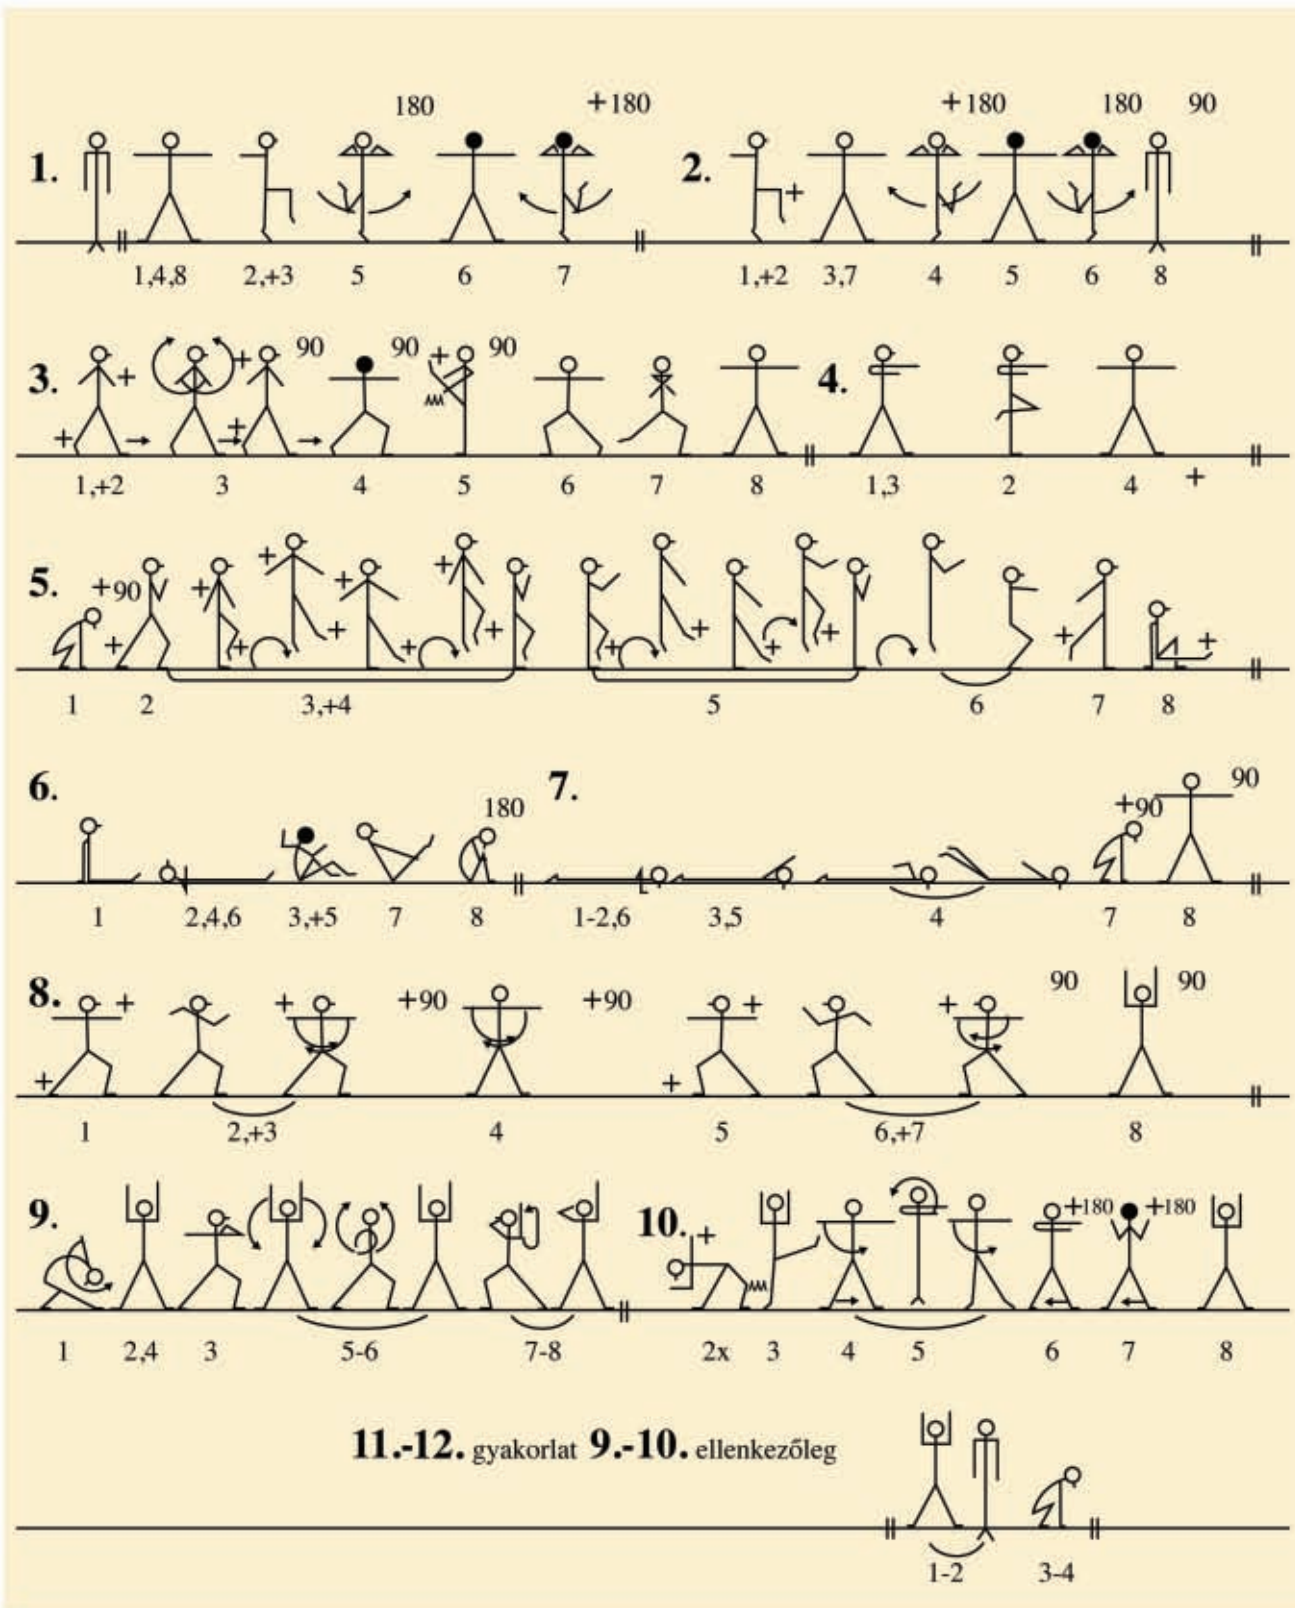 180 +180 +180 180 90
1. 2.
+
1,4,8 2,+3 5 6 7 1,+2 3,7 4 5 6 8
3. + + 90 90 + 90 4.
+ +
1,+2 3 4 5 6 7 8 1,3 2 4 +
5. +90 + + + +
+ + + + + + + + + + +
1 2 3,+4 5 6 7 8
6. 7. 90
180 +90
1 2,4,6 3,+5 7 8 1-2,6 3,5 4 7 8
8. + + +90 +90 + + 90 90
+ +
1 2,+3 4 5 6,+7 8
9. 10. + +180 +180
1 2,4 3 5-6 7-8 2x 3 4 5 6 7 8
11.-12. gyakorlat 9.-10. ellenkezőleg
1-2 3-4